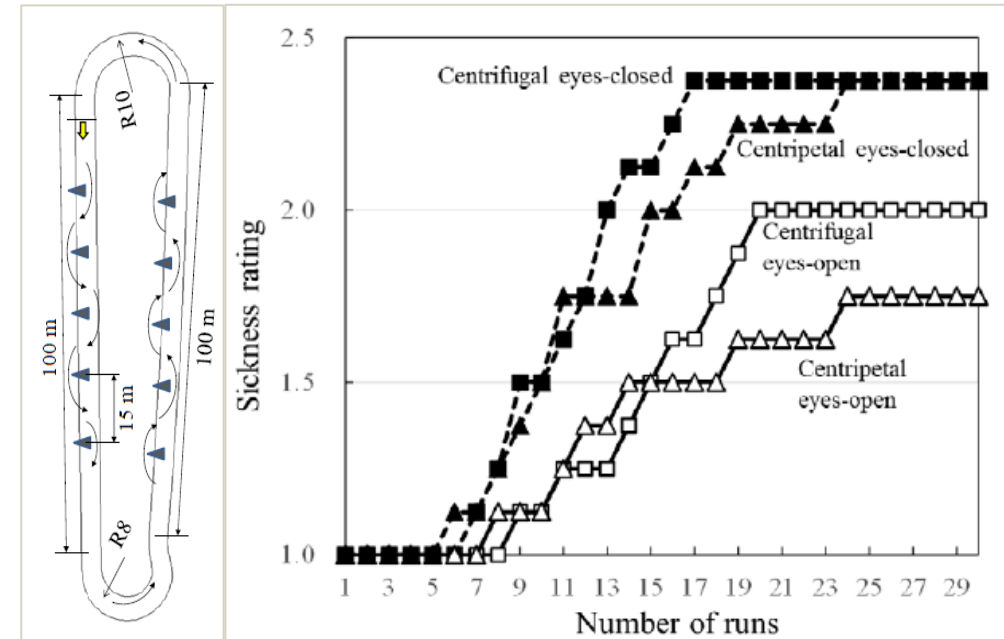 R10
100 m
100 m
15 m
R8
2.5
2.0
1.5
1.0
Sickness rating
Centrifugal eyes-closed
Centripetal eyes-closed
Centrifugal
eyes-open
Centripetal
eyes-open
1 3 5 7 9 11 13 15 17 19 21 23 25 27 29
Number of runs